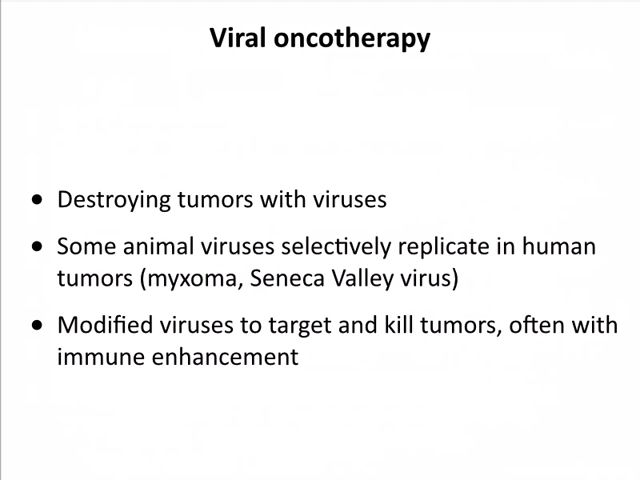 Viral oncotherapy
● Destroying tumors with viruses
● Some animal viruses selectively replicate in human
tumors (myxoma, Seneca Valley virus)
● Modified viruses to target and kill tumors, often with
immune enhancement